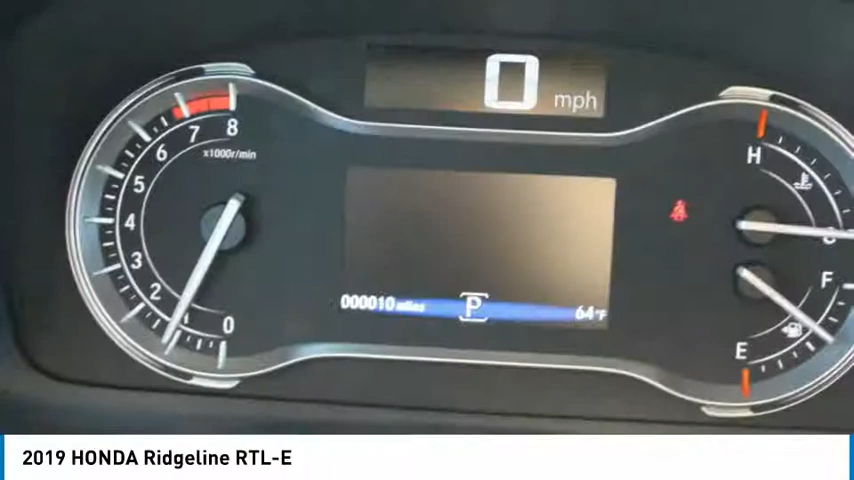 0 mph
8
7
6
5
4
3
2
1
0
x1000r/min
H
C
F
E
000010 miles P 64°F
2019 HONDA Ridgeline RTL-E